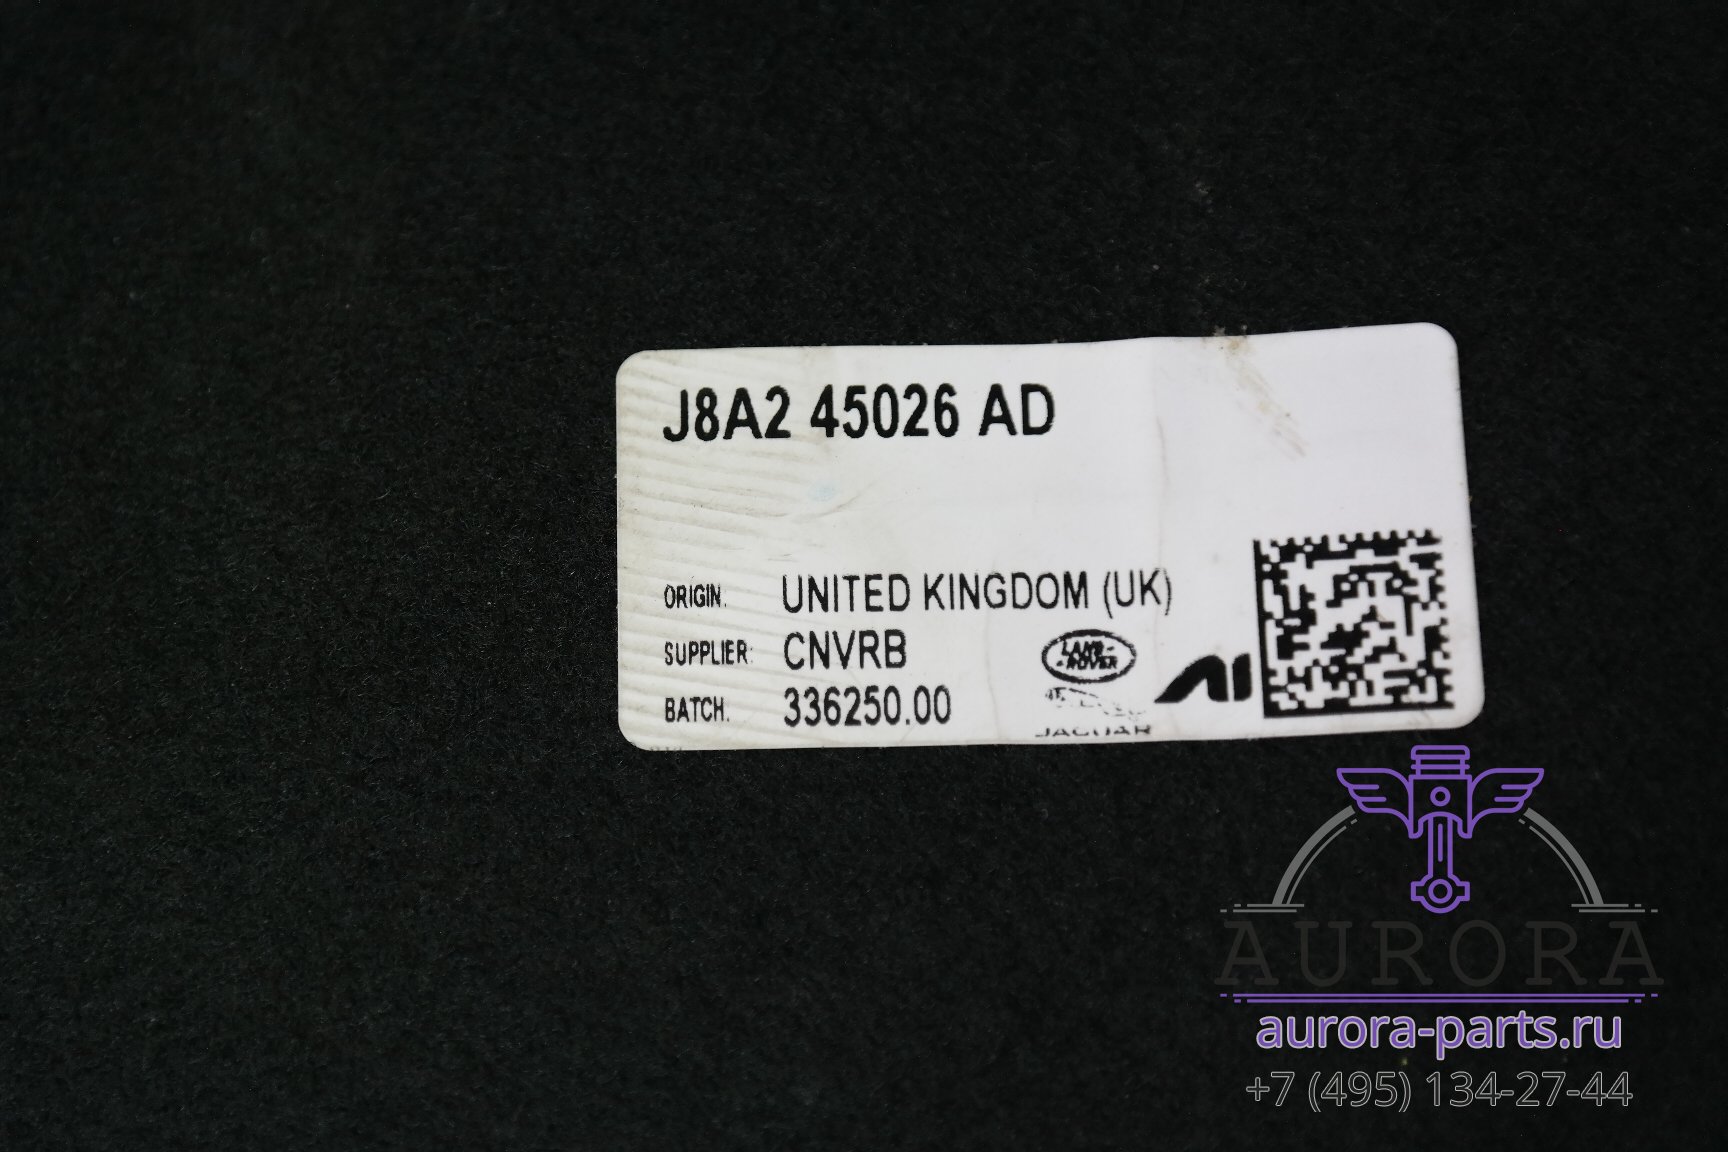 J8A2 45026 AD
ORIGIN: UNITED KINGDOM (UK)
SUPPLIER: CNVRB
BATCH: 336250.00
LAND-
-ROVER
JAGUAR
AURORA
aurora-parts.ru
+7 (495) 134-27-44